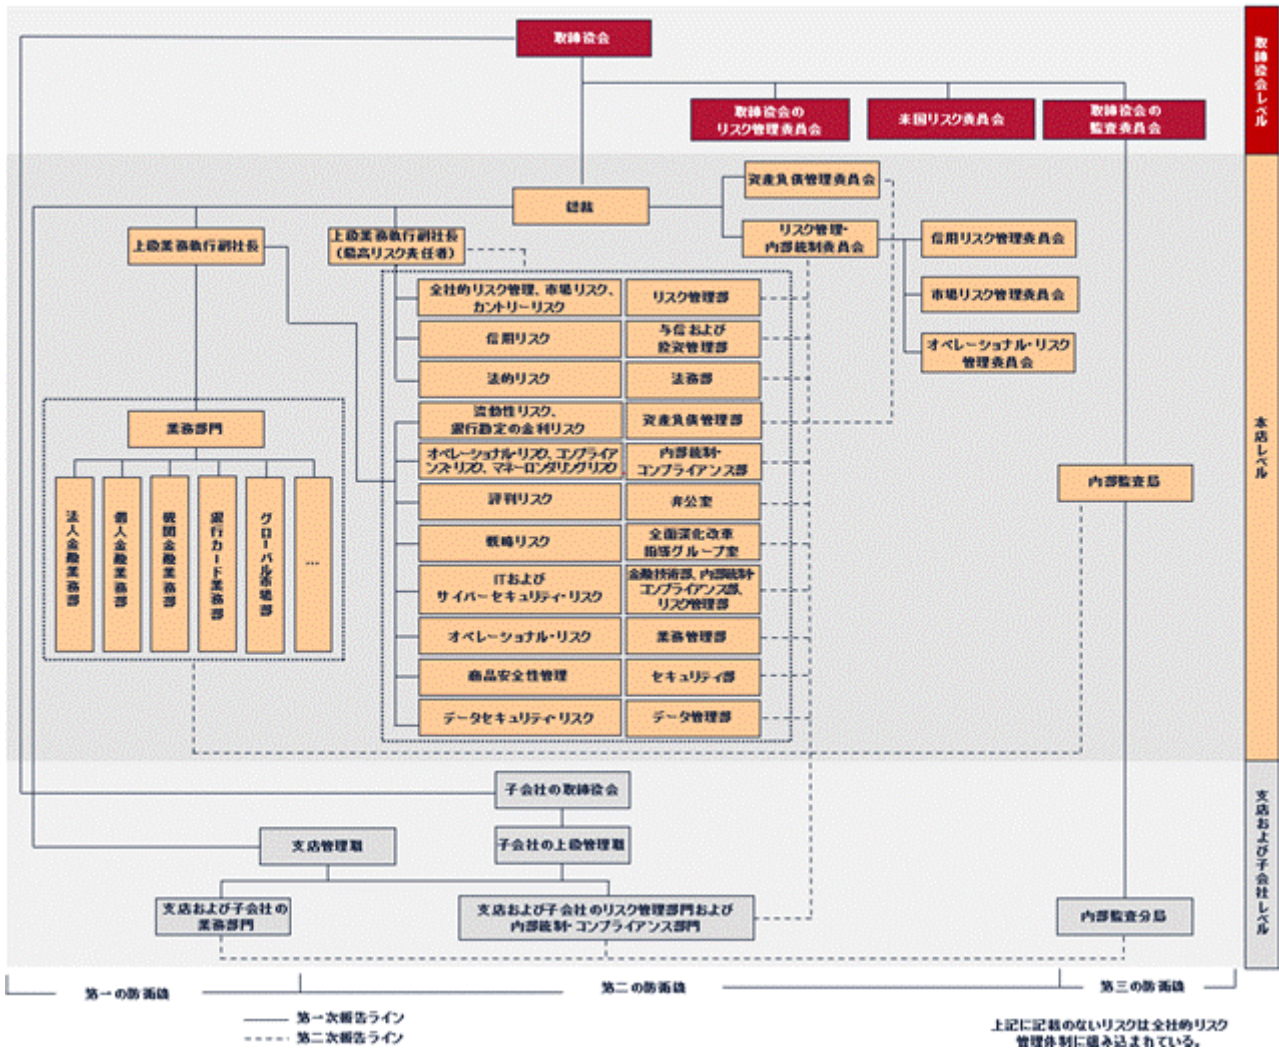 取締役会
取締役会レベル
取締役会の
リスク管理委員会
米国リスク委員会
取締役会の
監査委員会
総裁
資産負債管理委員会
リスク管理・
内部統制委員会
信用リスク管理委員会
市場リスク管理委員会
オペレーショナル・リスク
管理委員会
上級業務執行副社長
上級業務執行副社長
(最高リスク責任者)
全社的リスク管理、市場リスク、
カントリーリスク
リスク管理部
信用リスク
与信および
投資管理部
法的リスク
法務部
流動性リスク、
銀行勘定の金利リスク
資産負債管理部
オペレーショナル・リスク、コンプライア
ンス・リスク、マネーロンダリングリスク
内部統制・
コンプライアンス部
評判リスク
弁公室
戦略リスク
全面深化改革
指導グループ室
ITおよび
サイバーセキュリティ・リスク
金融技術部、内部統制・
コンプライアンス部、
リスク管理部
オペレーショナル・リスク
業務管理部
商品安全性管理
セキュリティ部
データセキュリティ・リスク
データ管理部
業務部門
法人金融業務部
個人金融業務部
機関金融業務部
銀行カード業務部
グローバル市場部
…
内部監査局
本店レベル
子会社の取締役会
支店管理職
子会社の上級管理職
支店および子会社の
業務部門
支店および子会社のリスク管理部門および
内部統制・コンプライアンス部門
内部監査分局
支店および子会社レベル
第一の防衛線
第二の防衛線
第三の防衛線
第一次報告ライン
第二次報告ライン
上記に記載のないリスクは全社的リスク
管理体制に組み込まれている。